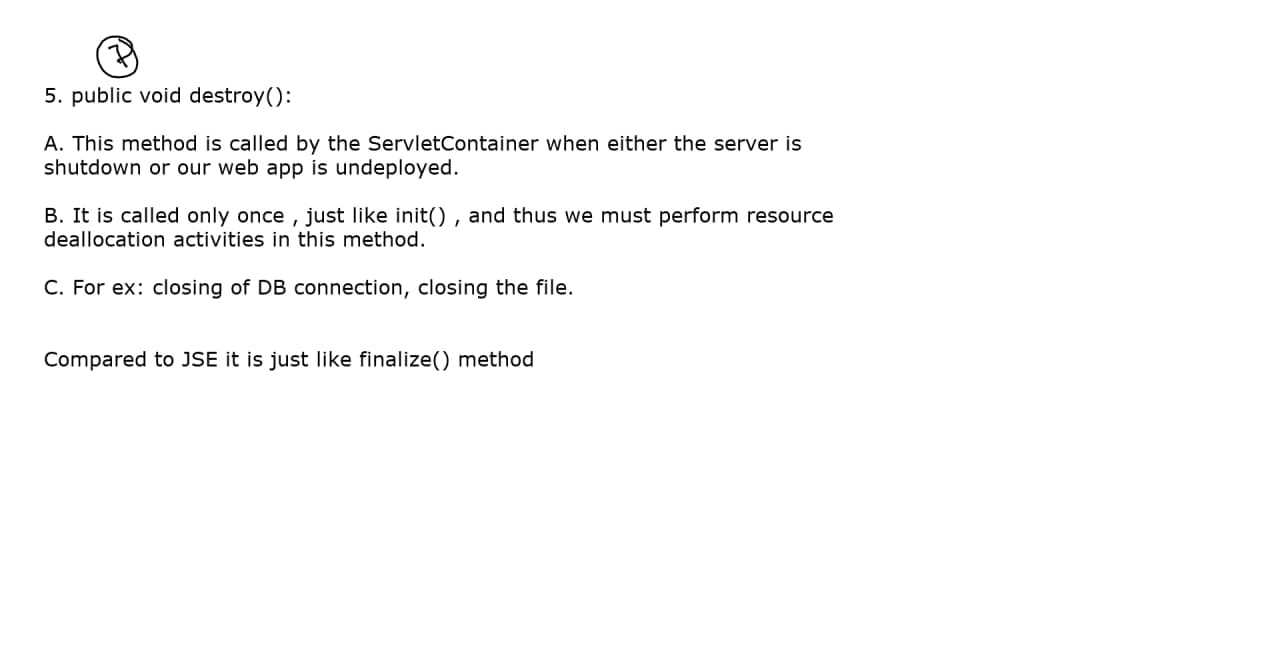 5. public void destroy():
A. This method is called by the ServletContainer when either the server is
shutdown or our web app is undeployed.
B. It is called only once , just like init() , and thus we must perform resource
deallocation activities in this method.
C. For ex: closing of DB connection, closing the file.
Compared to JSE it is just like finalize() method